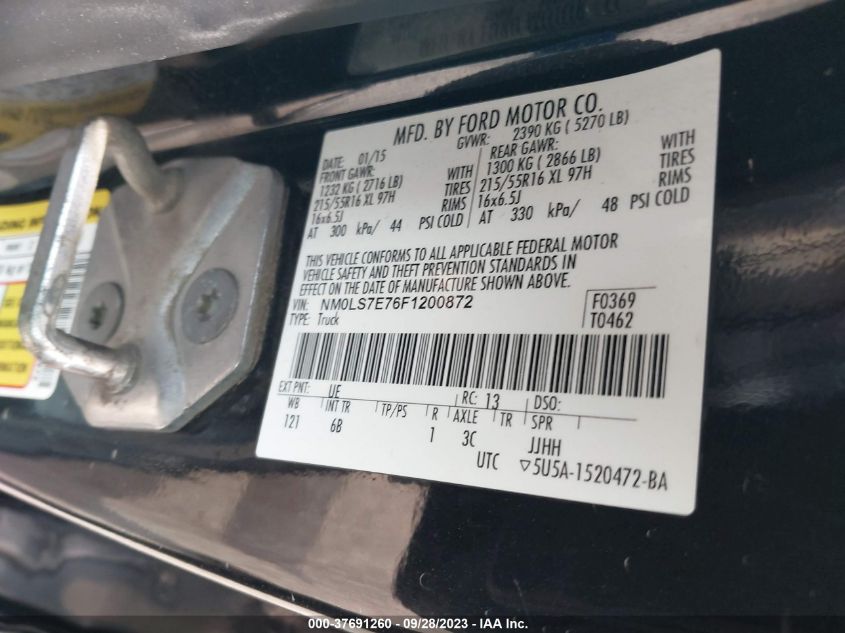 MFD. BY FORD MOTOR CO.
DATE: 01/15 GVWR: 2390 KG ( 5270 LB)
FRONT GAWR: REAR GAWR:
1232 KG ( 2716 LB) WITH 1300 KG ( 2866 LB) WITH
215/55R16 XL 97H TIRES 215/55R16 XL 97H TIRES
16x6.5J RIMS 16x6.5J RIMS
AT 300 kPa/ 44 PSI COLD AT 330 kPa/ 48 PSI COLD
THIS VEHICLE CONFORMS TO ALL APPLICABLE FEDERAL MOTOR
VEHICLE SAFETY AND THEFT PREVENTION STANDARDS IN
EFFECT ON THE DATE OF MANUFACTURE SHOWN ABOVE.
VIN: NM0LS7E76F1200872 F0369
TYPE: Truck T0462
EXT PNT: UE RC: 13 DSO:
WB INT TR TP/PS R AXLE TR SPR
121 6B 1 3C JJHH
UTC ▽5U5A-1520472-BA
000-37691260 - 09/28/2023 - IAA Inc.